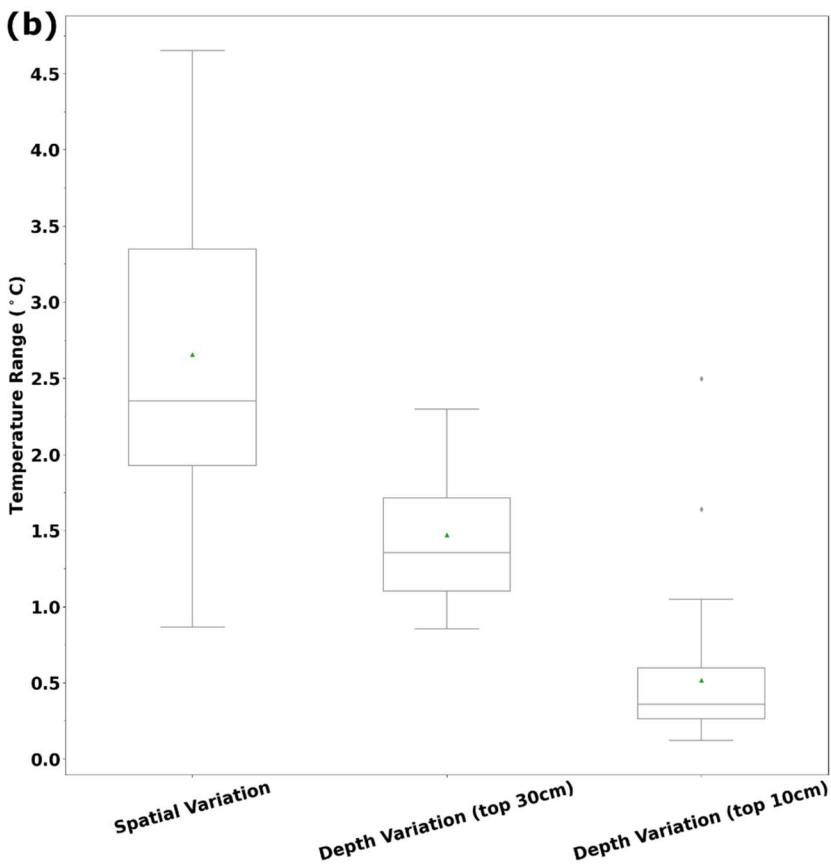 (b)
Temperature Range (°C)
4.5
4.0
3.5
3.0
2.5
2.0
1.5
1.0
0.5
0.0
Spatial Variation
Depth Variation (top 30cm)
Depth Variation (top 10cm)